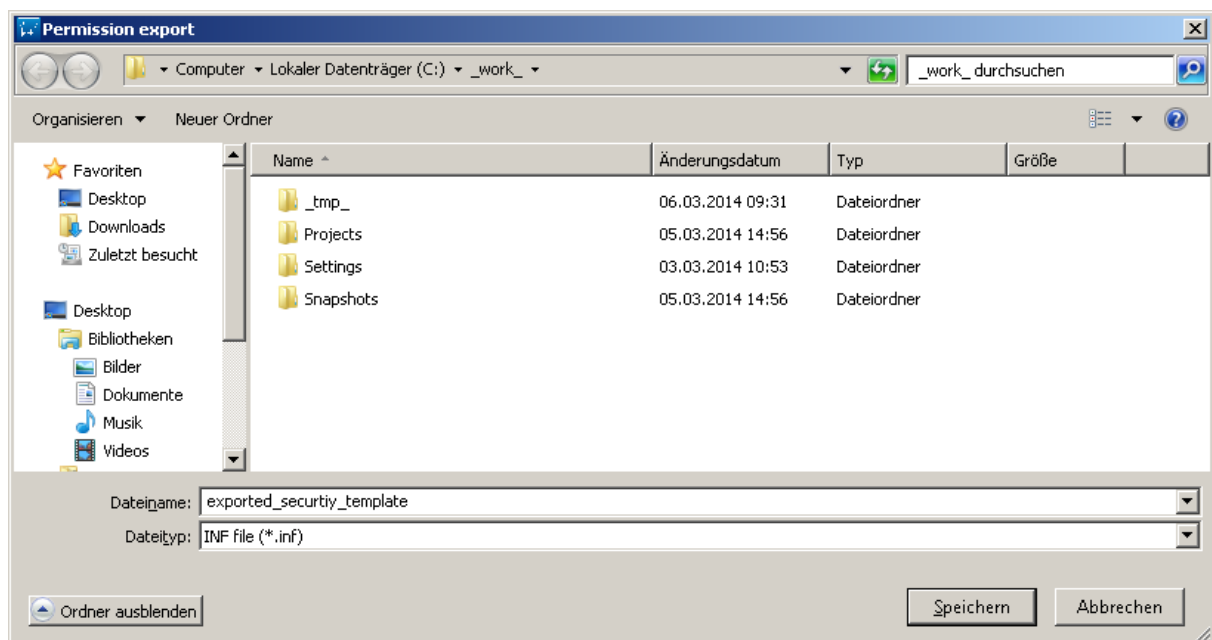 Permission export
Computer Lokaler Datenträger (C:) _work_
_work_ durchsuchen
Organisieren Neuer Ordner
Favoriten
Desktop
Downloads
Zuletzt besucht
Desktop
Bibliotheken
Bilder
Dokumente
Musik
Videos
Name Änderungsdatum Typ Größe
_tmp_ 06.03.2014 09:31 Dateiordner
Projects 05.03.2014 14:56 Dateiordner
Settings 03.03.2014 10:53 Dateiordner
Snapshots 05.03.2014 14:56 Dateiordner
Dateiname: exported_securtiy_template
Dateityp: INF file (*.inf)
Ordner ausblenden Speichern Abbrechen